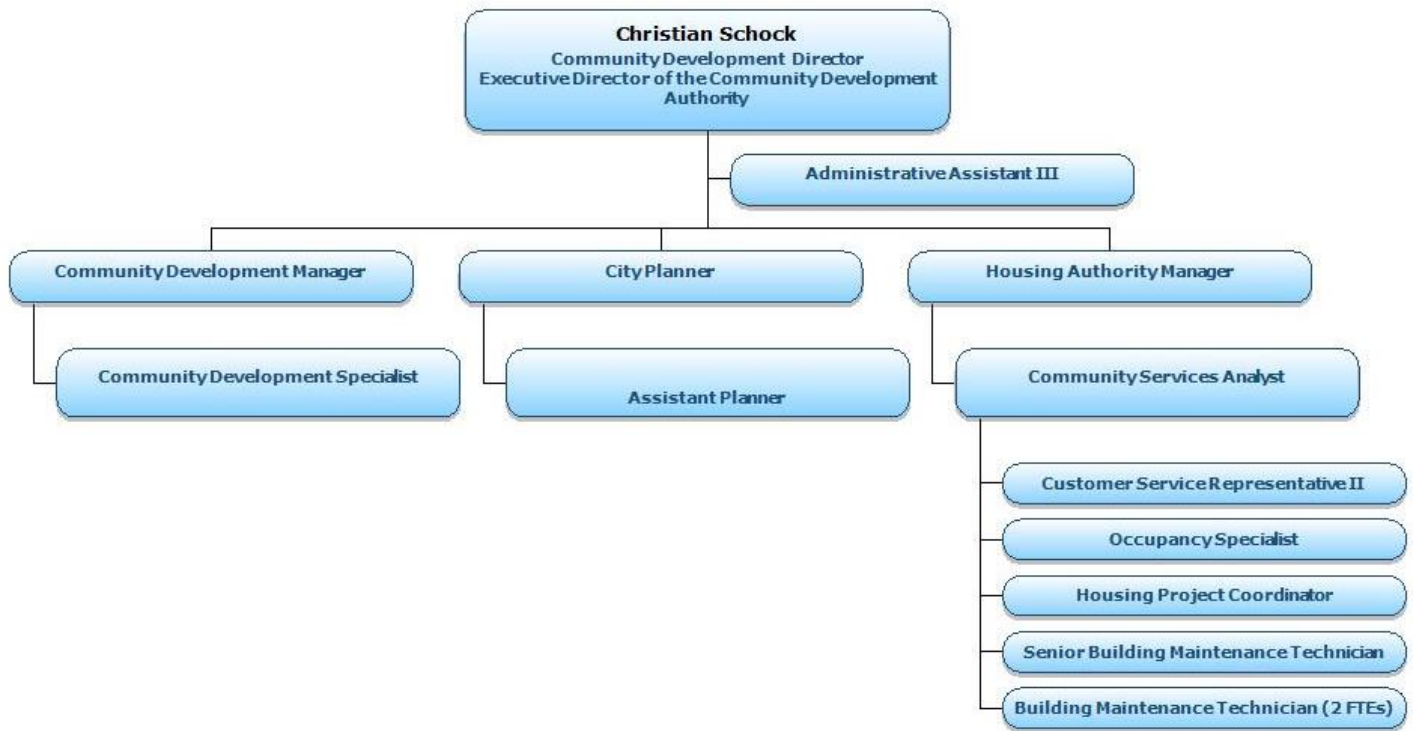 Christian Schock
Community Development Director
Executive Director of the Community Development
Authority
Administrative Assistant III
Community Development Manager
City Planner
Housing Authority Manager
Community Development Specialist
Assistant Planner
Community Services Analyst
Customer Service Representative II
Occupancy Specialist
Housing Project Coordinator
Senior Building Maintenance Technician
Building Maintenance Technician (2 FTEs)